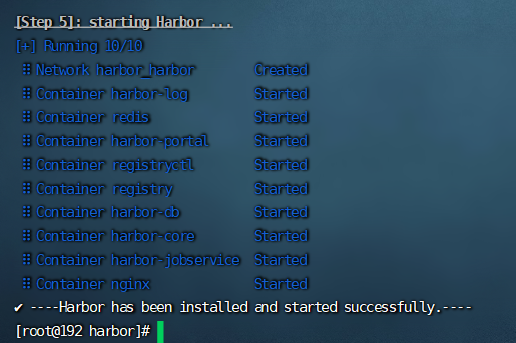 [Step 5]: starting Harbor ...
[+] Running 10/10
⠿ Network harbor_harbor Created
⠿ Container harbor-log Started
⠿ Container redis Started
⠿ Container harbor-portal Started
⠿ Container registryctl Started
⠿ Container registry Started
⠿ Container harbor-db Started
⠿ Container harbor-core Started
⠿ Container harbor-jobservice Started
⠿ Container nginx Started
✔ ----Harbor has been installed and started successfully.----
[root@192 harbor]#